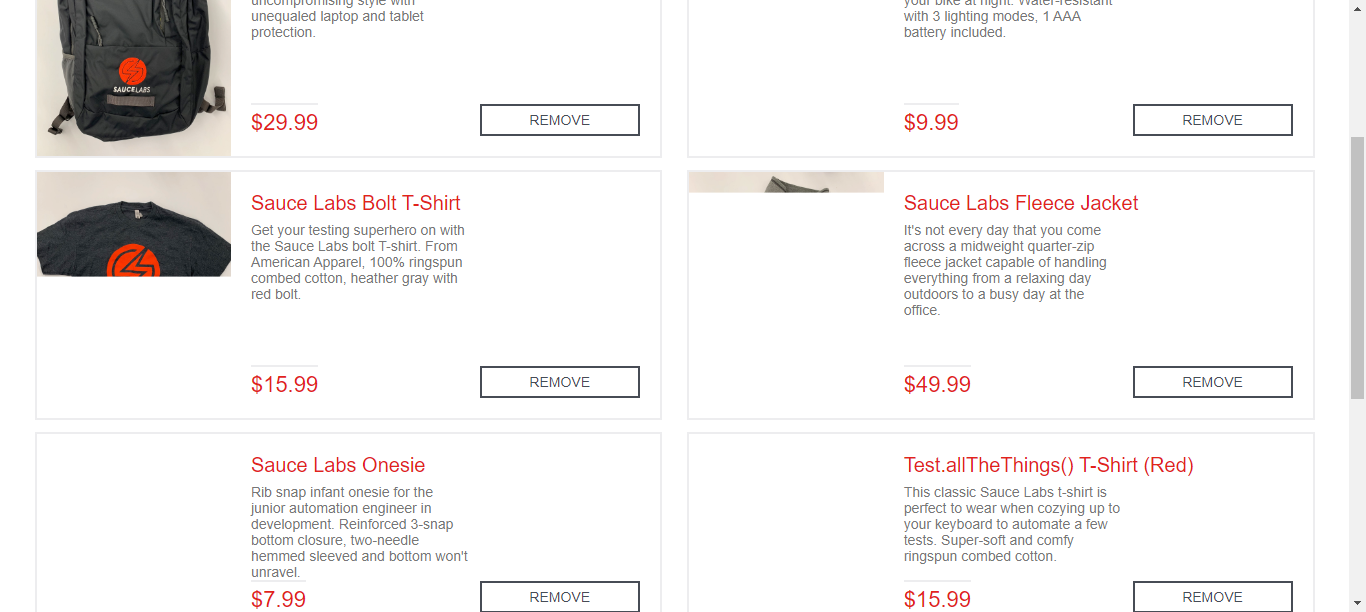 uncompromising style with
unequaled laptop and tablet
protection.
SAUCELABS
$29.99
REMOVE
your bike at night. Water-resistant
with 3 lighting modes, 1 AAA
battery included.
$9.99
REMOVE
Sauce Labs Bolt T-Shirt
Get your testing superhero on with
the Sauce Labs bolt T-shirt. From
American Apparel, 100% ringspun
combed cotton, heather gray with
red bolt.
$15.99
REMOVE
Sauce Labs Fleece Jacket
It's not every day that you come
across a midweight quarter-zip
fleece jacket capable of handling
everything from a relaxing day
outdoors to a busy day at the
office.
$49.99
REMOVE
Sauce Labs Onesie
Rib snap infant onesie for the
junior automation engineer in
development. Reinforced 3-snap
bottom closure, two-needle
hemmed sleeved and bottom won't
unravel.
$7.99
REMOVE
Test.allTheThings() T-Shirt (Red)
This classic Sauce Labs t-shirt is
perfect to wear when cozying up to
your keyboard to automate a few
tests. Super-soft and comfy
ringspun combed cotton.
$15.99
REMOVE